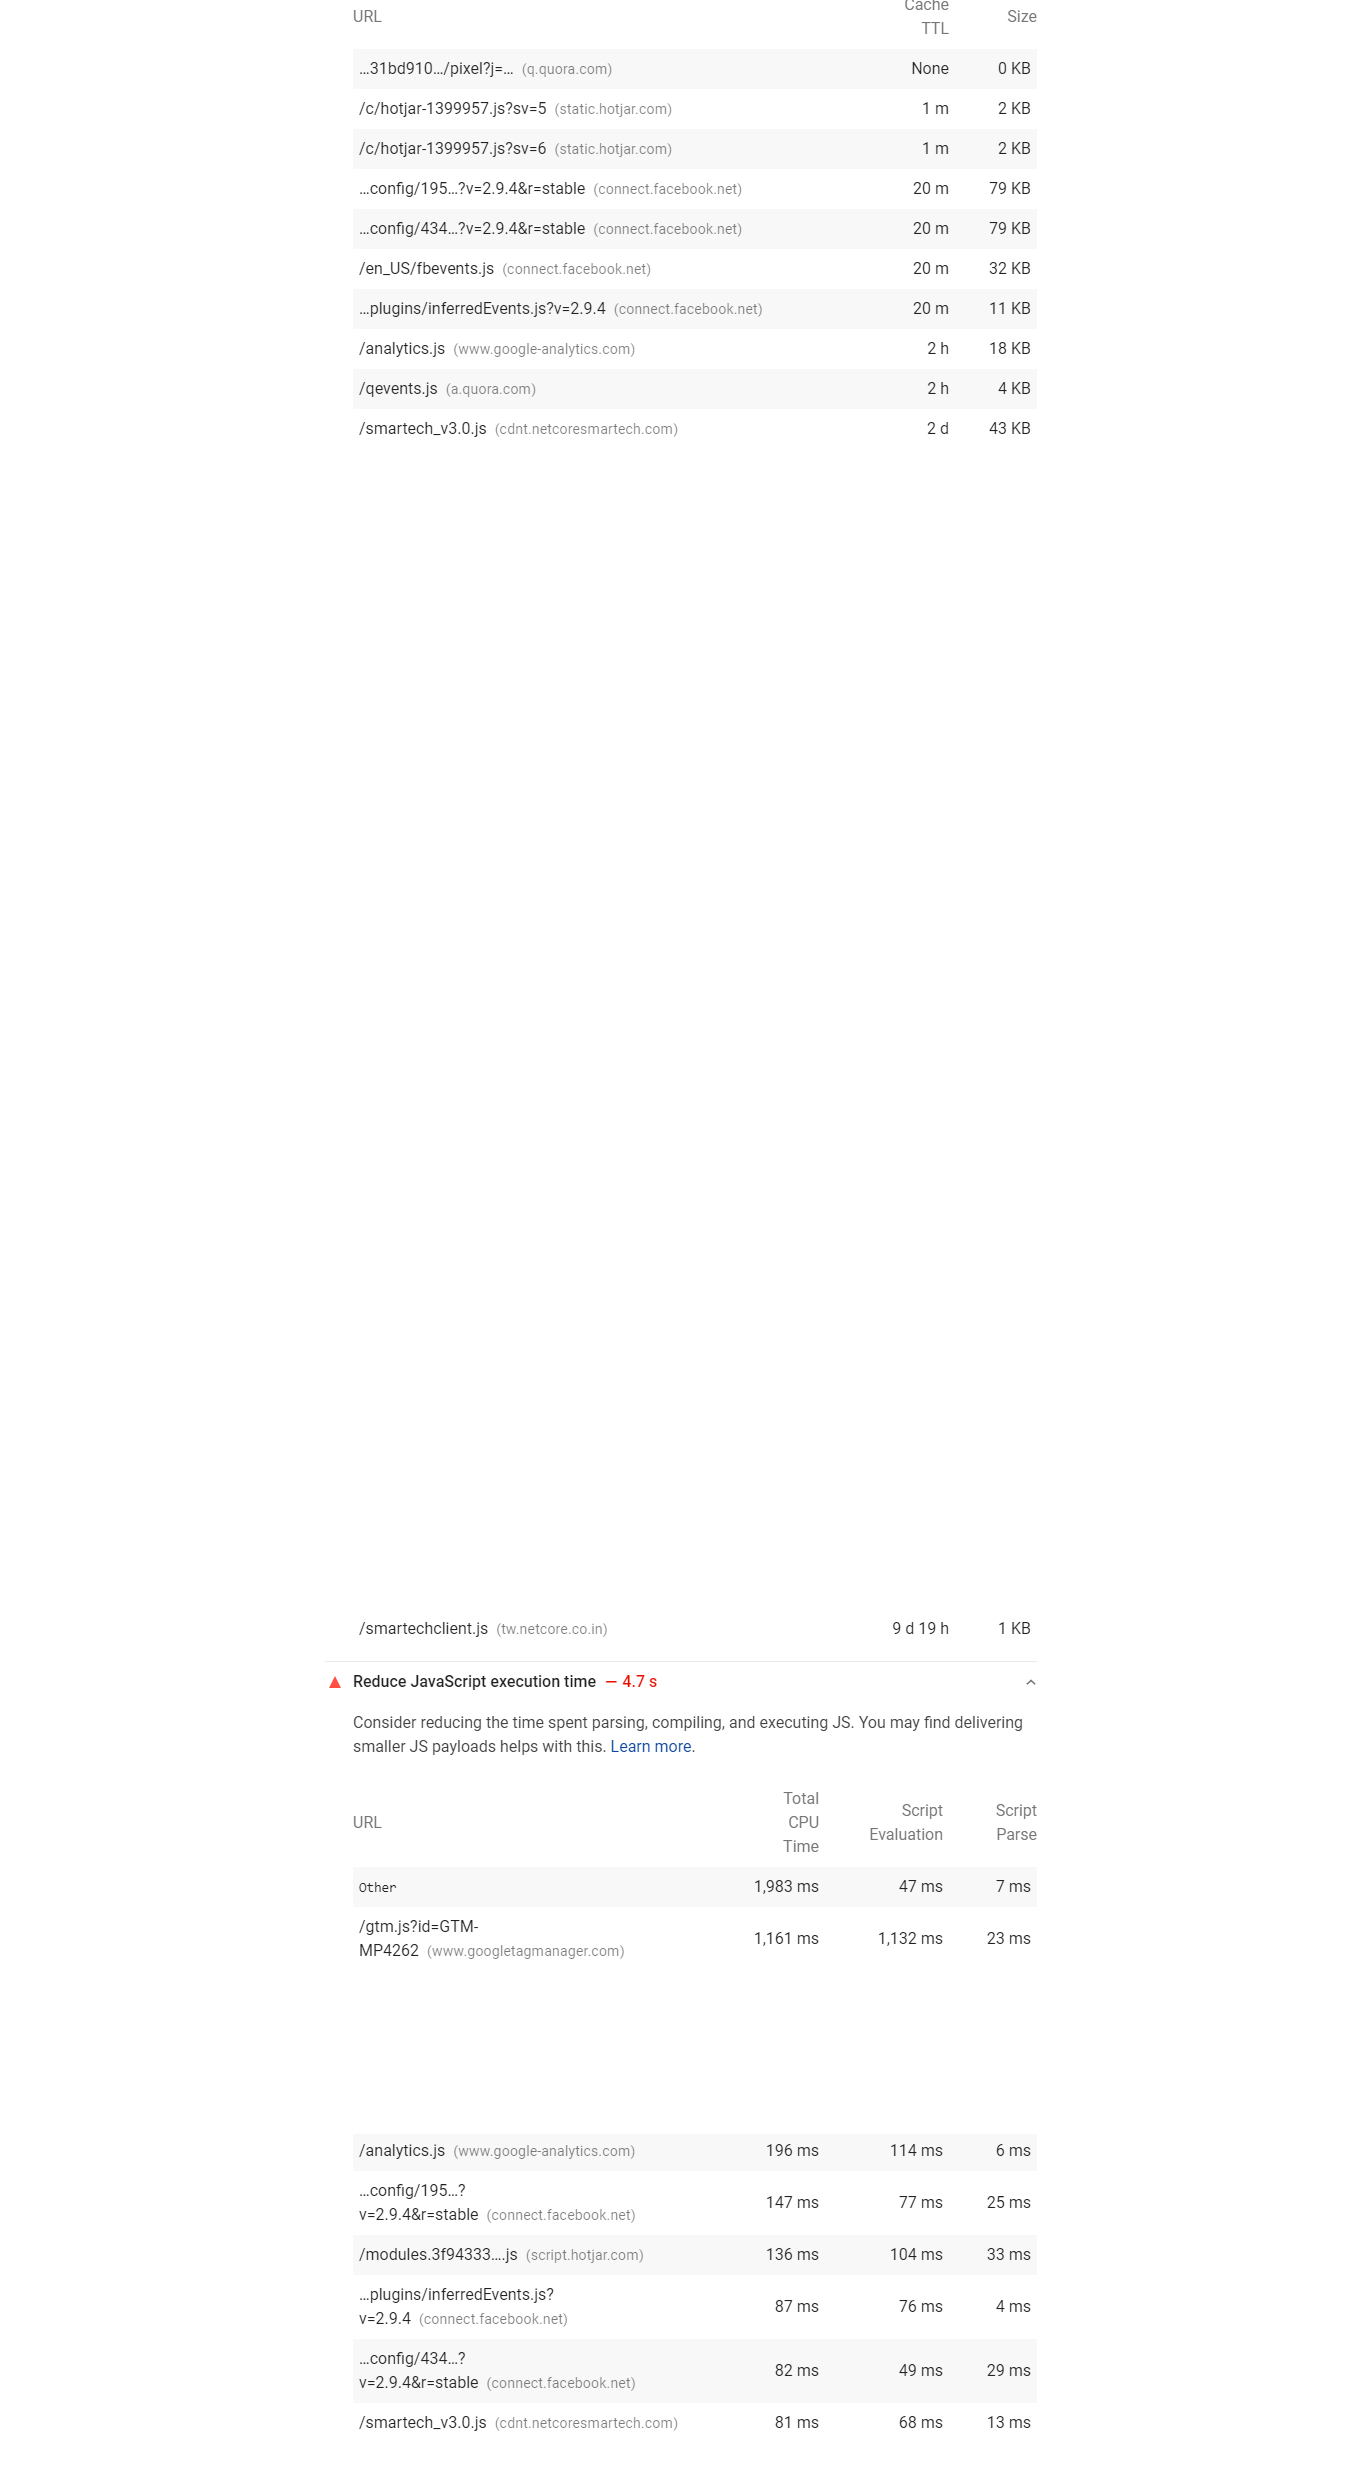 Cache
URL TTL Size
...31bd910.../pixel?j=... (q.quora.com) None 0 KB
/c/hotjar-1399957.js?sv=5 (static.hotjar.com) 1 m 2 KB
/c/hotjar-1399957.js?sv=6 (static.hotjar.com) 1 m 2 KB
...config/195...?v=2.9.4&r=stable (connect.facebook.net) 20 m 79 KB
...config/434...?v=2.9.4&r=stable (connect.facebook.net) 20 m 79 KB
/en_US/fbevents.js (connect.facebook.net) 20 m 32 KB
...plugins/inferredEvents.js?v=2.9.4 (connect.facebook.net) 20 m 11 KB
/analytics.js (www.google-analytics.com) 2 h 18 KB
/qevents.js (a.quora.com) 2 h 4 KB
/smartech_v3.0.js (cdnt.netcoresmartech.com) 2 d 43 KB
/smartechclient.js (tw.netcore.co.in) 9 d 19 h 1 KB
Reduce JavaScript execution time — 4.7 s
Consider reducing the time spent parsing, compiling, and executing JS. You may find delivering
smaller JS payloads helps with this. Learn more.
URL
Total
CPU
Time
Script
Evaluation
Script
Parse
Other 1,983 ms 47 ms 7 ms
/gtm.js?id=GTM-
MP4262 (www.googletagmanager.com) 1,161 ms 1,132 ms 23 ms
/analytics.js (www.google-analytics.com) 196 ms 114 ms 6 ms
...config/195...?
v=2.9.4&r=stable (connect.facebook.net) 147 ms 77 ms 25 ms
/modules.3f94333....js (script.hotjar.com) 136 ms 104 ms 33 ms
...plugins/inferredEvents.js?
v=2.9.4 (connect.facebook.net) 87 ms 76 ms 4 ms
...config/434...?
v=2.9.4&r=stable (connect.facebook.net) 82 ms 49 ms 29 ms
/smartech_v3.0.js (cdnt.netcoresmartech.com) 81 ms 68 ms 13 ms